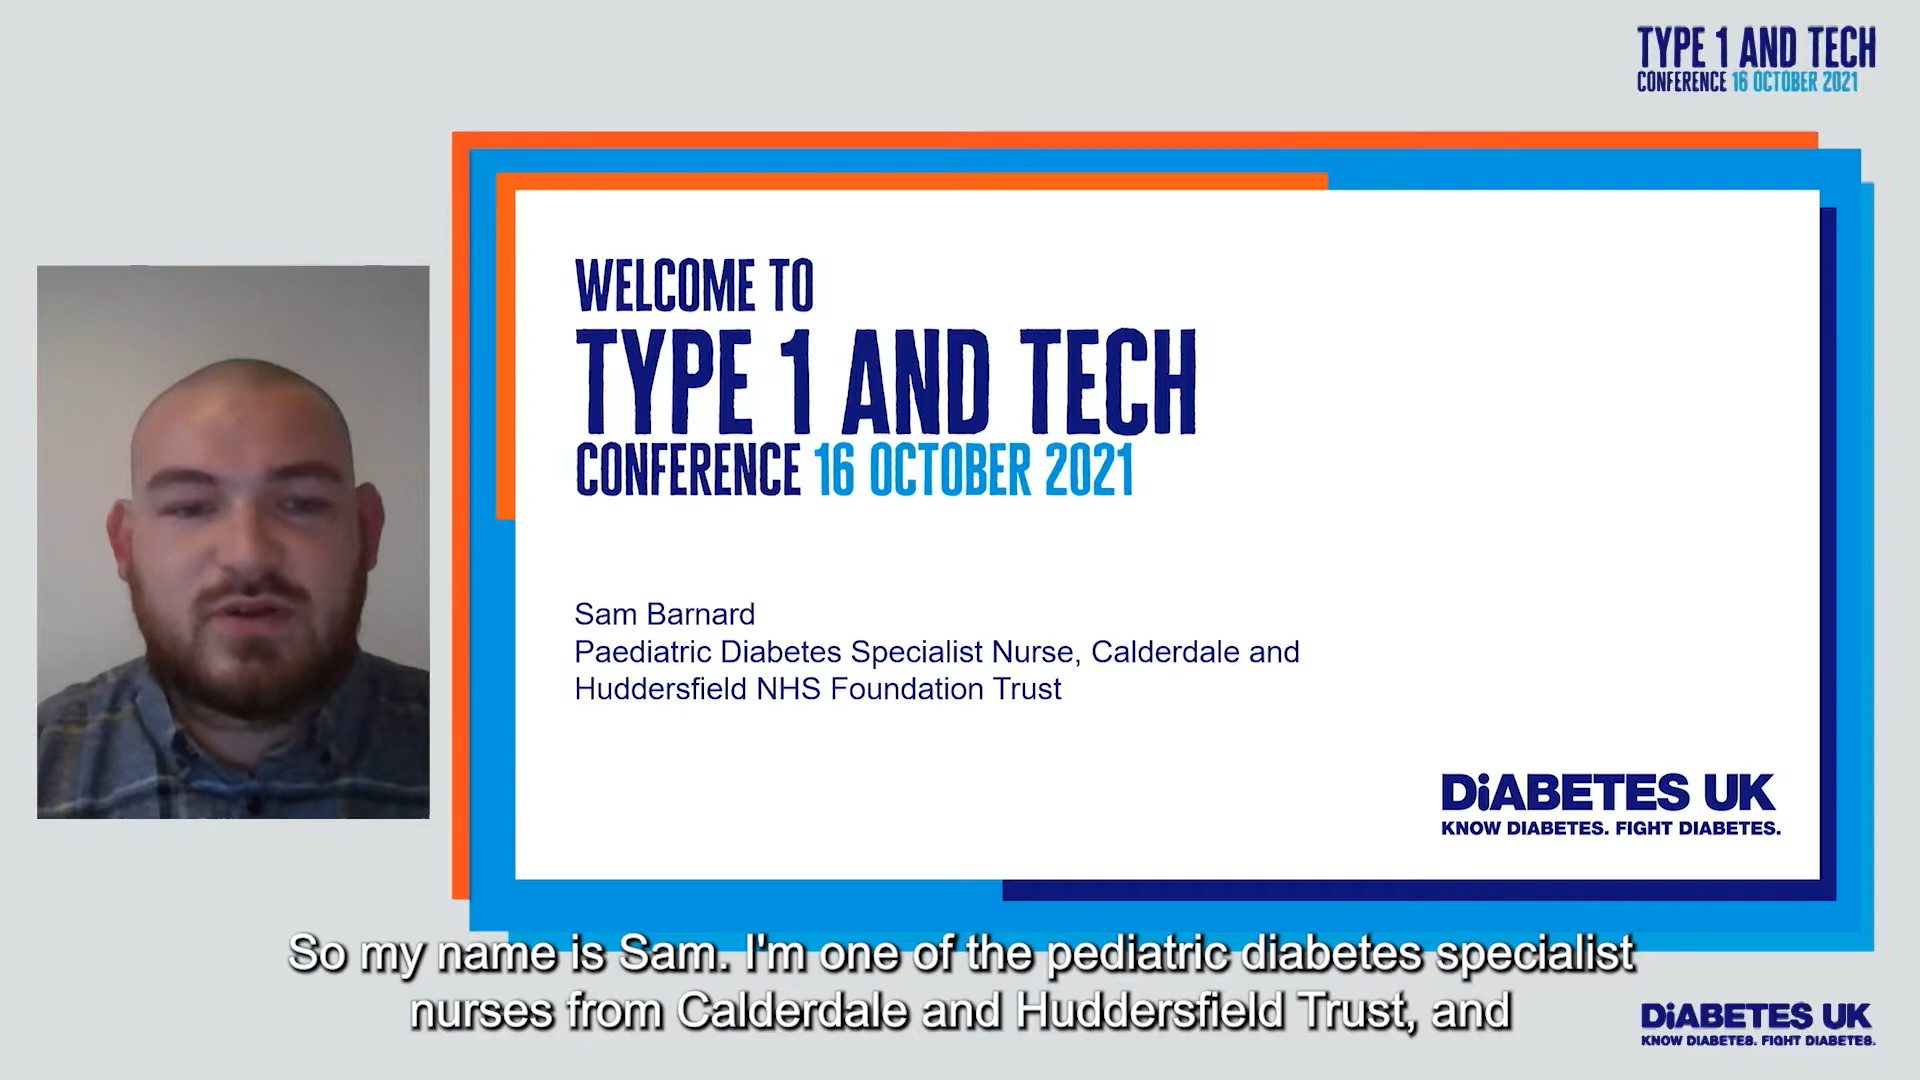 TYPE 1 AND TECH
CONFERENCE 16 OCTOBER 2021
WELCOME TO
TYPE 1 AND TECH
CONFERENCE 16 OCTOBER 2021
Sam Barnard
Paediatric Diabetes Specialist Nurse, Calderdale and
Huddersfield NHS Foundation Trust
DiABETES UK
KNOW DIABETES. FIGHT DIABETES.
So my name is Sam. I'm one of the pediatric diabetes specialist
nurses from Calderdale and Huddersfield Trust, and
DiABETES UK
KNOW DIABETES. FIGHT DIABETES.